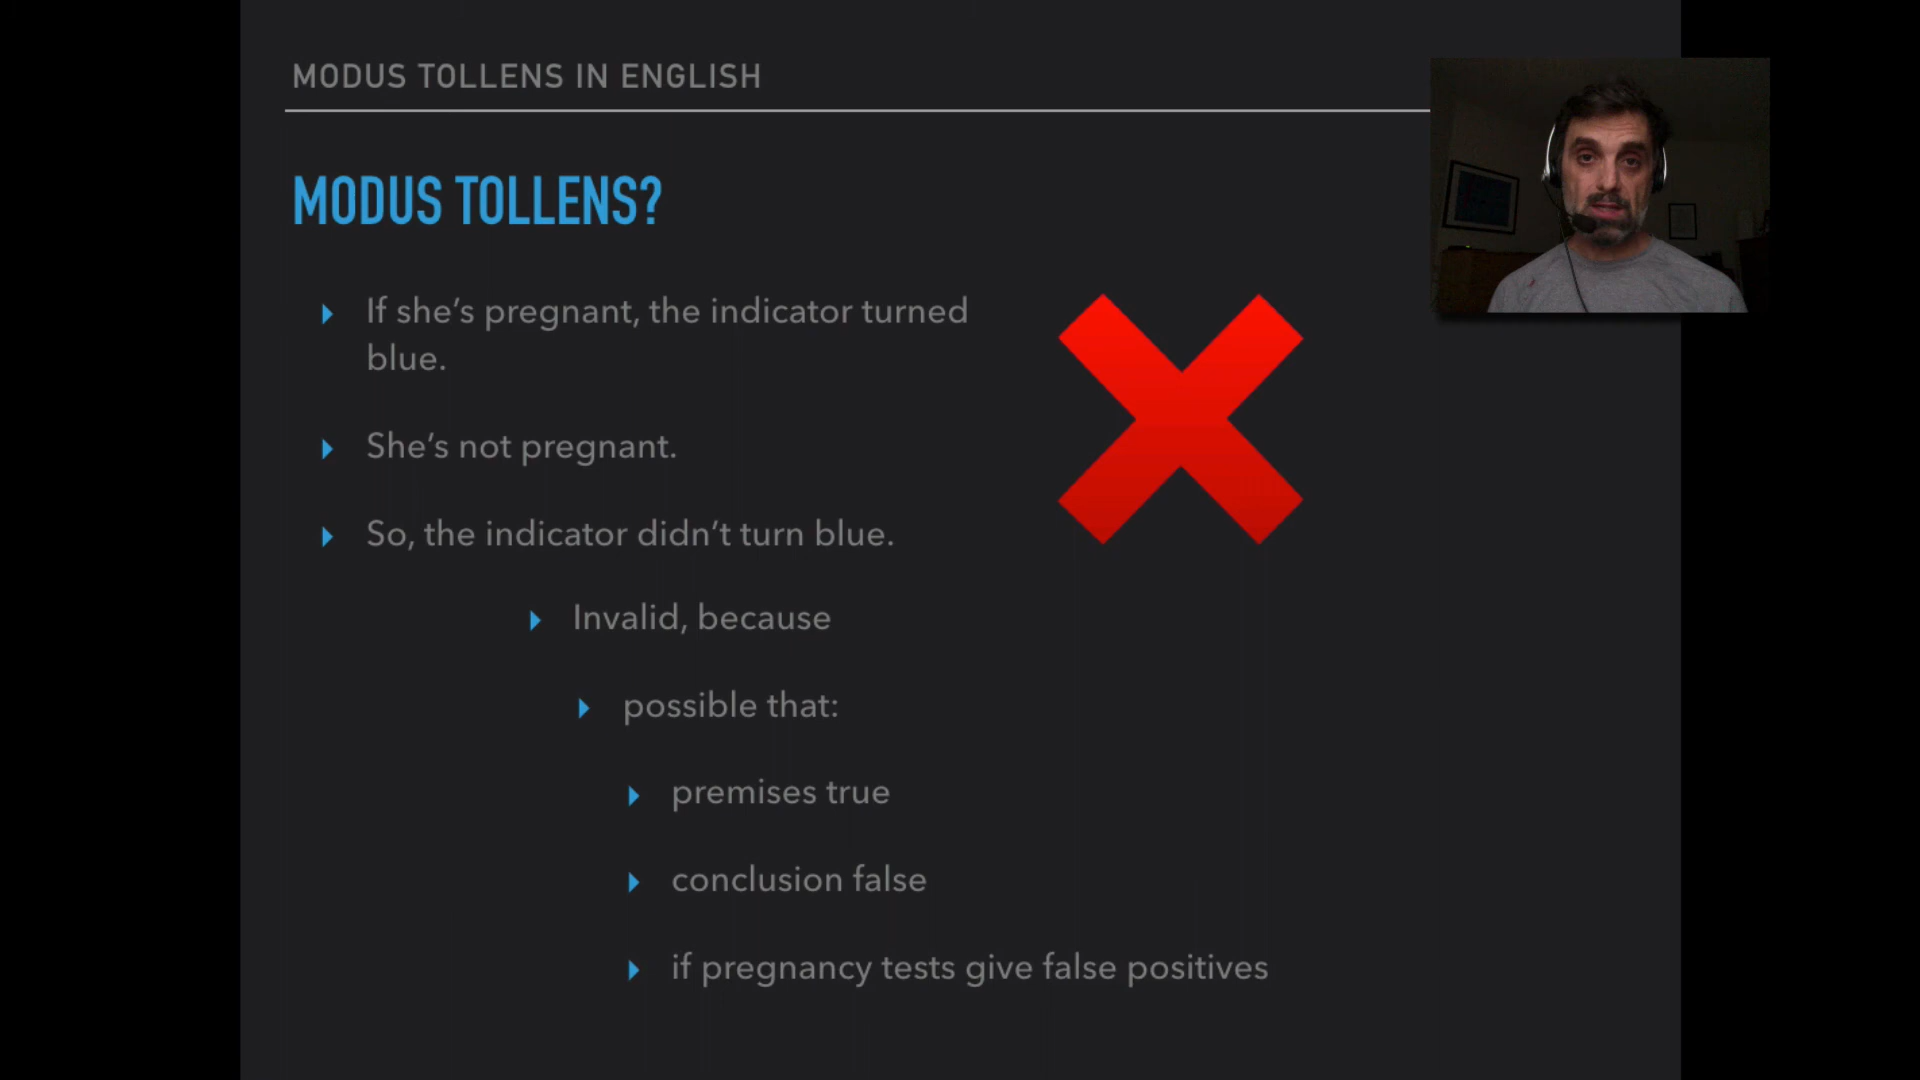 MODUS TOLLENS IN ENGLISH
MODUS TOLLENS?
If she's pregnant, the indicator turned
blue.
She's not pregnant.
So, the indicator didn't turn blue.
Invalid, because
possible that:
premises true
conclusion false
if pregnancy tests give false positives